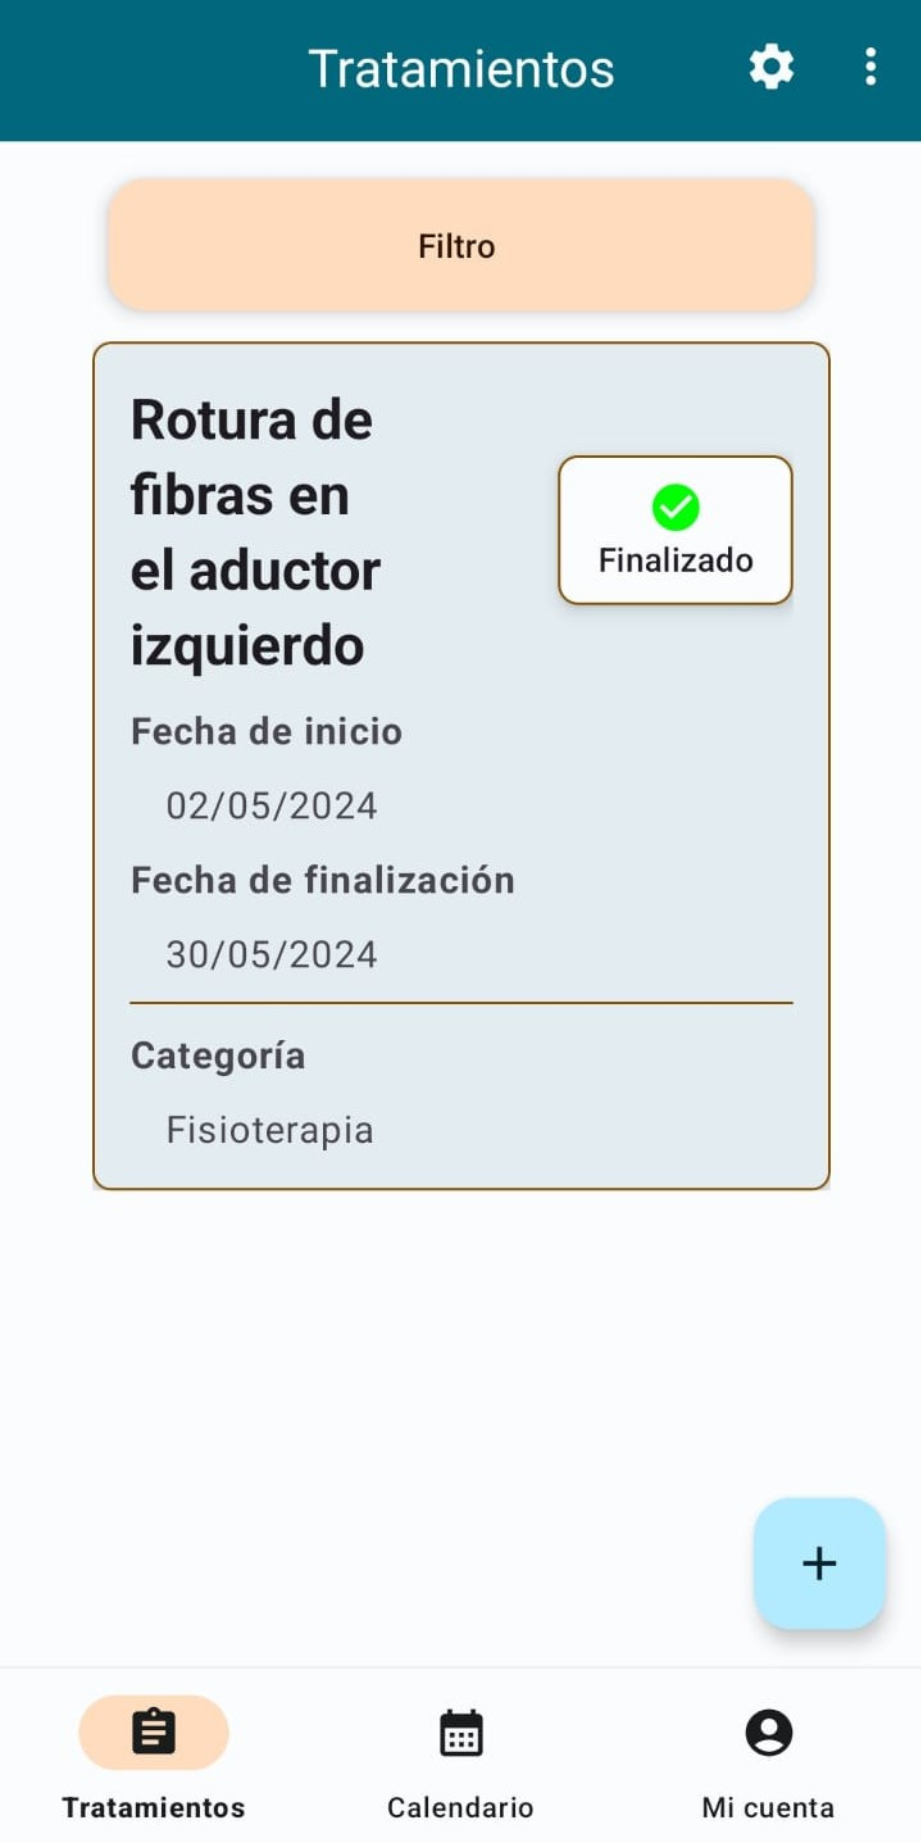 Tratamientos
Filtro
Rotura de
fibras en
el aductor
izquierdo
Finalizado
Fecha de inicio
02/05/2024
Fecha de finalización
30/05/2024
Categoría
Fisioterapia
+
Tratamientos
Calendario
Mi cuenta